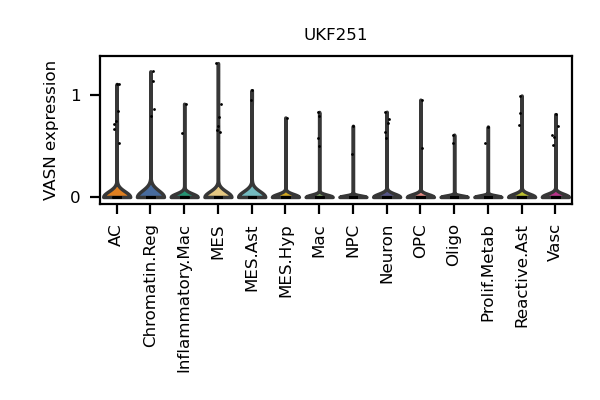 UKF251
VASN expression
1
0
AC
Chromatin.Reg
Inflammatory.Mac
MES
MES.Ast
MES.Hyp
Mac
NPC
Neuron
OPC
Oligo
Prolif.Metab
Reactive.Ast
Vasc